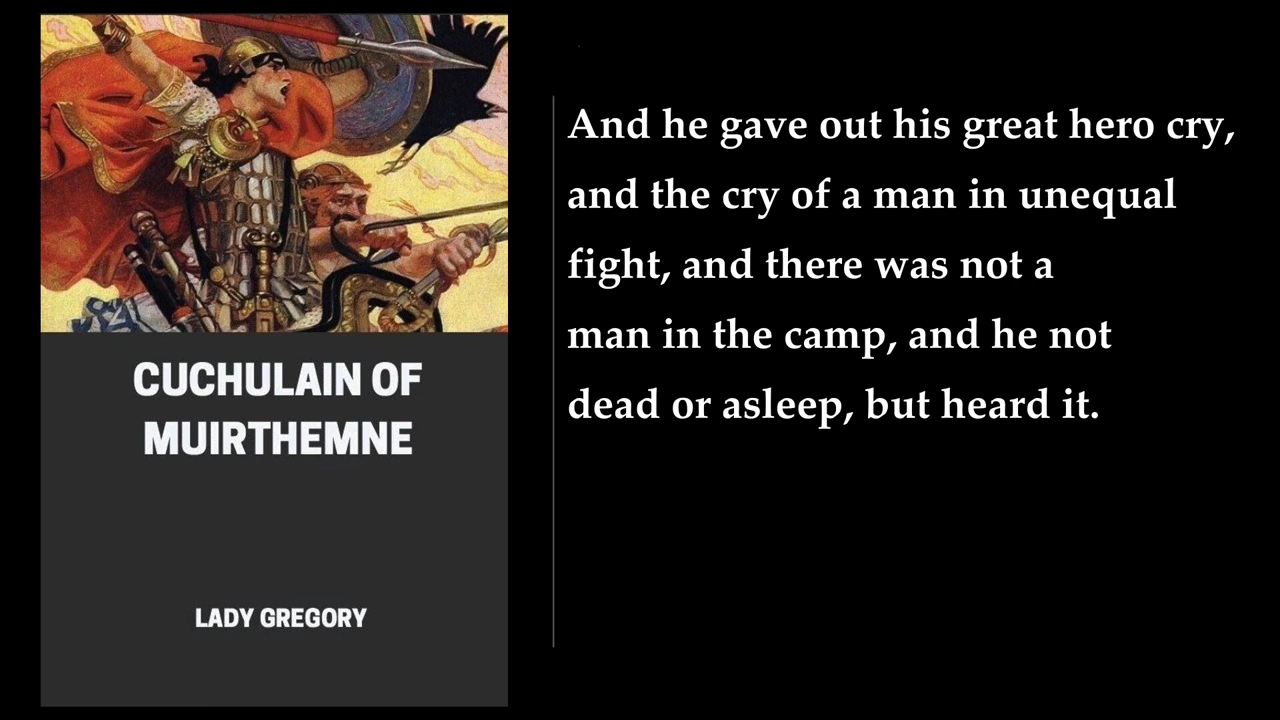 CUCHULAIN OF
MUIRTHEMNE
LADY GREGORY
And he gave out his great hero cry,
and the cry of a man in unequal
fight, and there was not a
man in the camp, and he not
dead or asleep, but heard it.